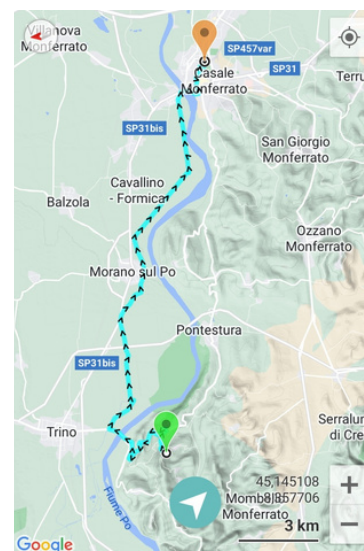 Villanova
Monferrato
SP457var
Casale
Monferrato
SP31
Terru
SP31bis
San Giorgio
Monferrato
Cavallino
- Formica
Balzola
Ozzano
Monferrato
Morano sul Po
Pontestura
SP31bis
Trino
Serralun
di Cre
Fiume Po
45,145108
8,357706
Monferrato
3 km
+
−
Google